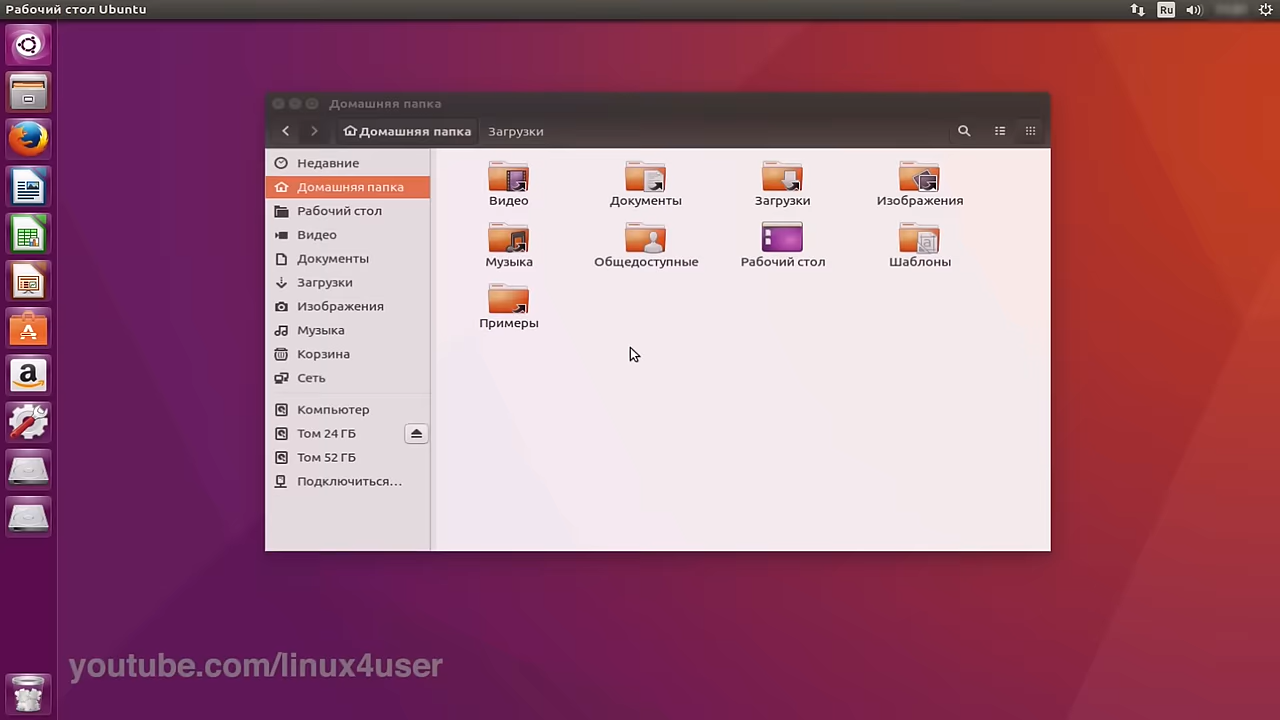 Рабочий стол Ubuntu
Ru
Домашняя папка
Домашняя папка
Загрузки
Недавние
Домашняя папка
Рабочий стол
Видео
Документы
Загрузки
Изображения
Музыка
Корзина
Сеть
Компьютер
Том 24 ГБ
Том 52 ГБ
Подключиться…
Видео
Документы
Загрузки
Изображения
Музыка
Общедоступные
Рабочий стол
Шаблоны
Примеры
youtube.com/linux4user